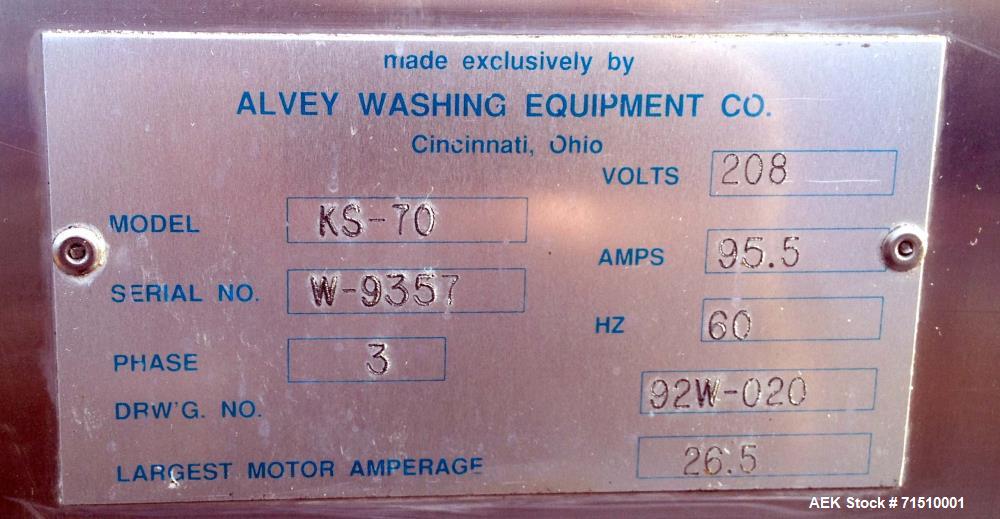 made exclusively by
ALVEY WASHING EQUIPMENT CO.
Cincinnati, Ohio
VOLTS 208
MODEL KS-70
AMPS 95.5
SERIAL NO. W-9357
HZ 60
PHASE 3
DRW'G. NO. 92W-020
LARGEST MOTOR AMPERAGE 26.5
AEK Stock # 71510001